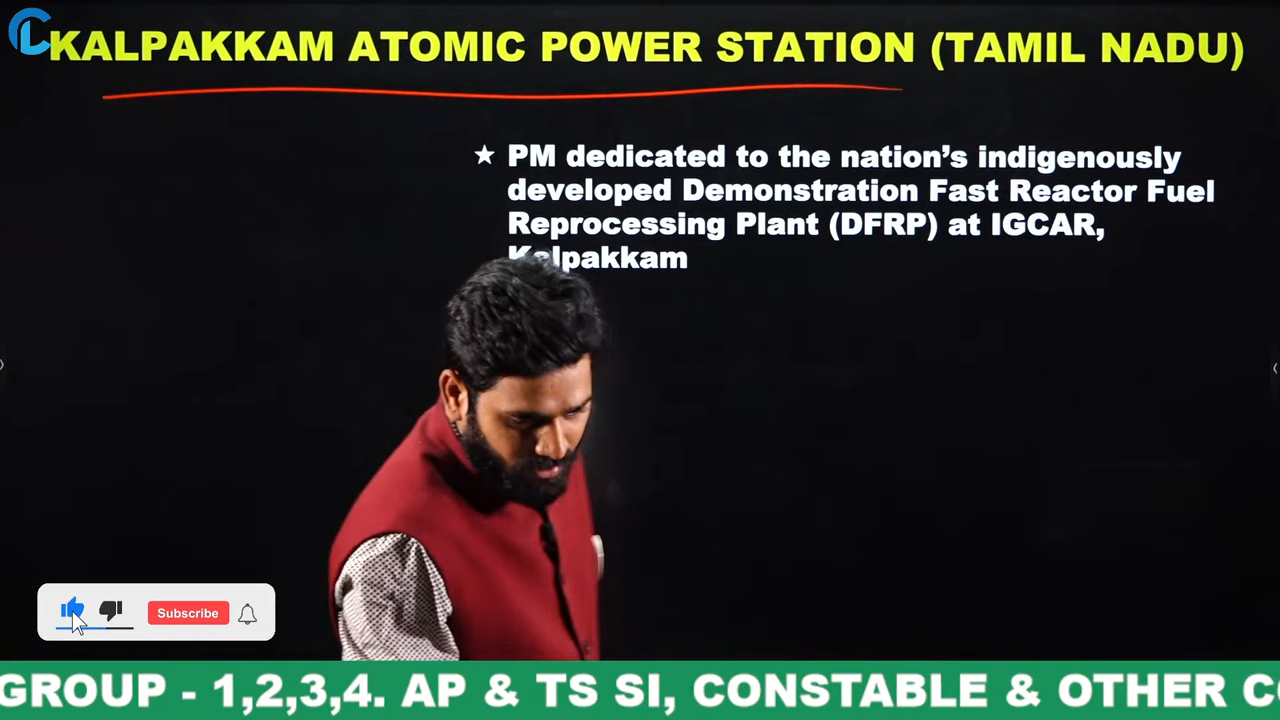 KALPAKKAM ATOMIC POWER STATION (TAMIL NADU)
★ PM dedicated to the nation's indigenously
developed Demonstration Fast Reactor Fuel
Reprocessing Plant (DFRP) at IGCAR,
Kalpakkam
Subscribe
GROUP - 1,2,3,4. AP & TS SI, CONSTABLE & OTHER